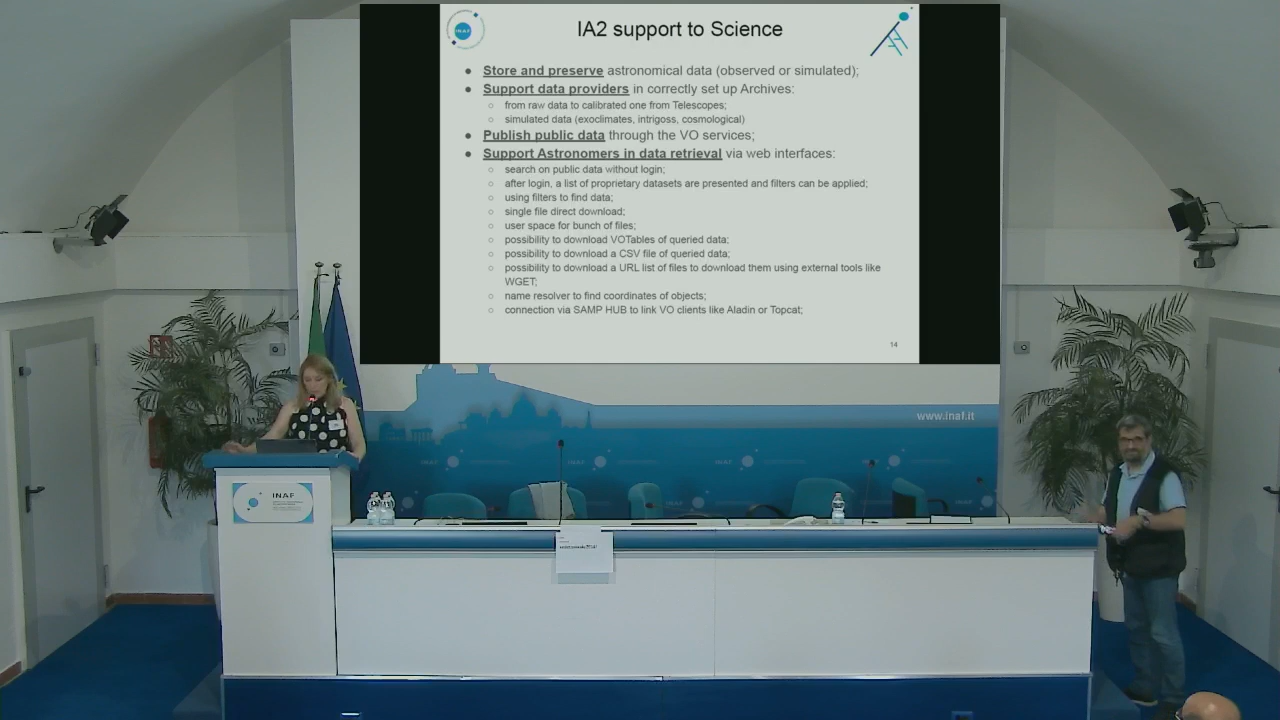 INAF
IA2 support to Science
● Store and preserve astronomical data (observed or simulated);
● Support data providers in correctly set up Archives:
○ from raw data to calibrated one from Telescopes;
○ simulated data (exoclimates, intrigoss, cosmological)
● Publish public data through the VO services;
● Support Astronomers in data retrieval via web interfaces:
○ search on public data without login;
○ after login, a list of proprietary datasets are presented and filters can be applied;
○ using filters to find data;
○ single file direct download;
○ user space for bunch of files;
○ possibility to download VOTables of queried data;
○ possibility to download a CSV file of queried data;
○ possibility to download a URL list of files to download them using external tools like
WGET;
○ name resolver to find coordinates of objects;
○ connection via SAMP HUB to link VO clients like Aladin or Topcat;
14
www.inaf.it
INAF